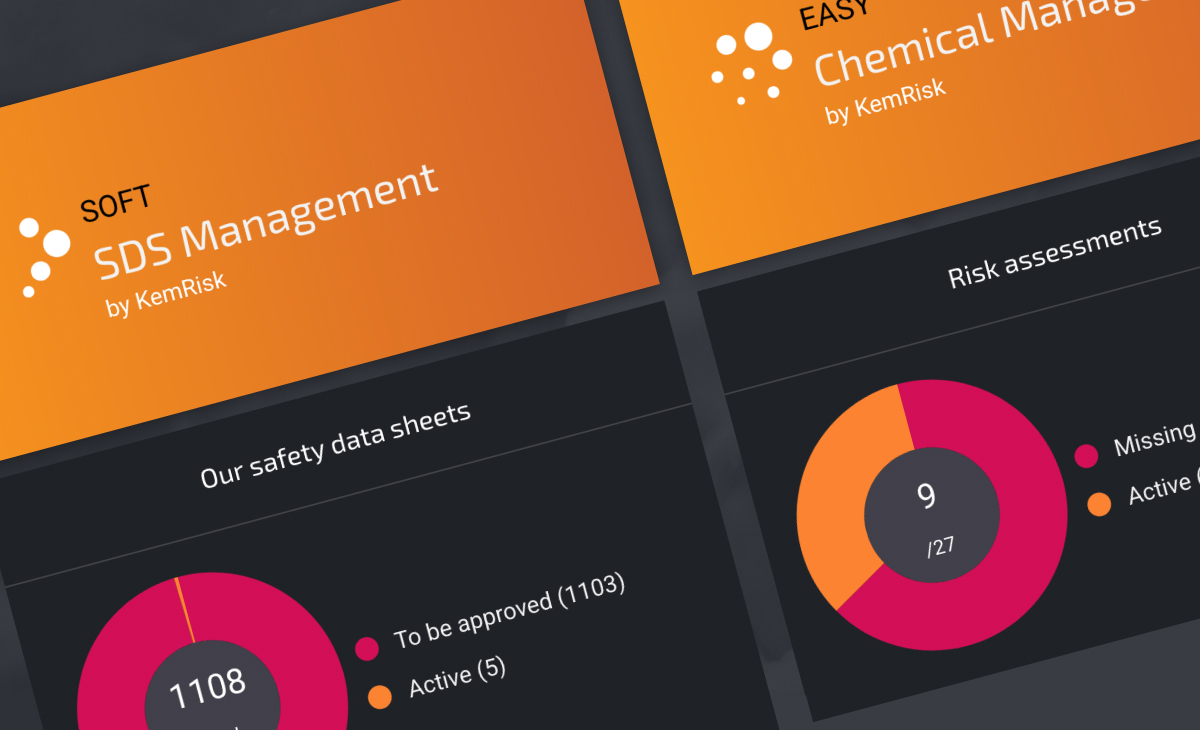 SOFT
SDS Management
by KemRisk
Our safety data sheets
1108
To be approved (1103)
Active (5)
EASY
Chemical
by KemRisk
Risk assessments
9
/27
Missing
Active